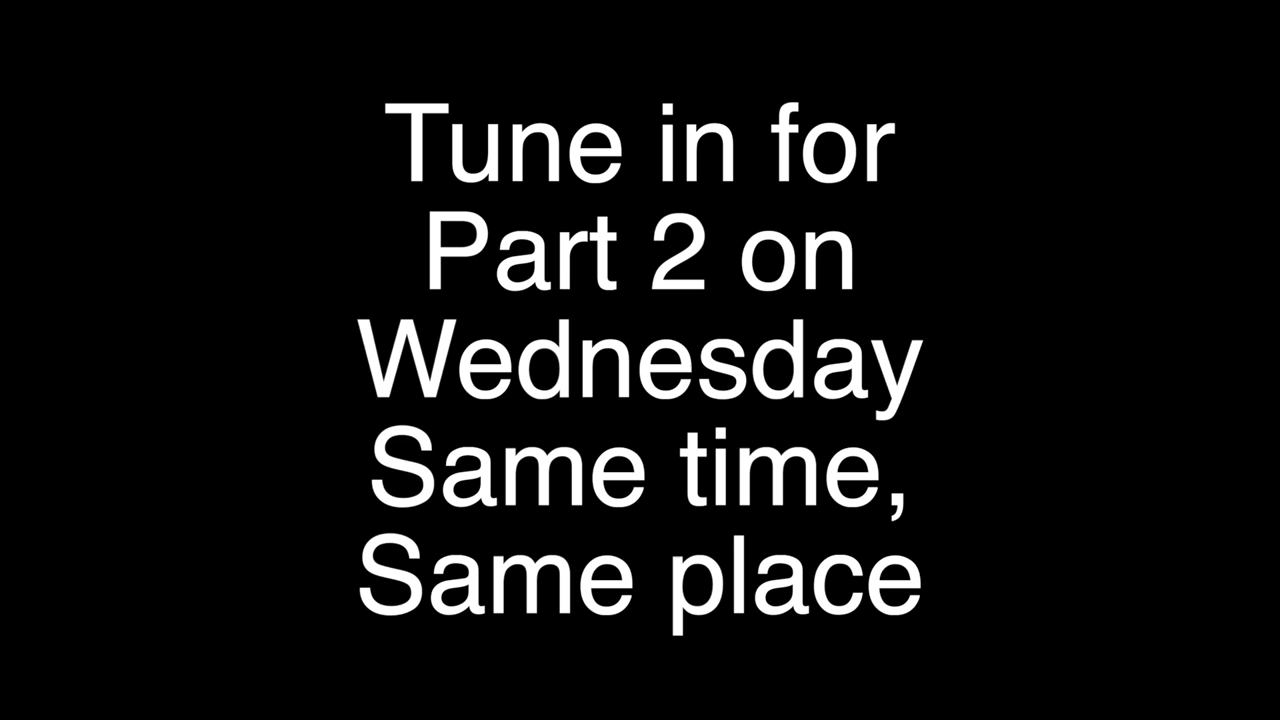 Tune in for
Part 2 on
Wednesday
Same time,
Same place